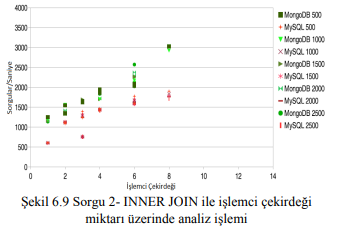 4000
3500
3000
2500
2000
1500
1000
500
0
Sorgular/Saniye
0 2 4 6 8 10 12 14
İşlemci Çekirdeği
MongoDB 500
MySQL 500
MongoDB 1000
MySQL 1000
MongoDB 1500
MySQL 1500
MongoDB 2000
MySQL 2000
MongoDB 2500
MySQL 2500
Şekil 6.9 Sorgu 2- INNER JOIN ile işlemci çekirdeği
miktarı üzerinde analiz işlemi